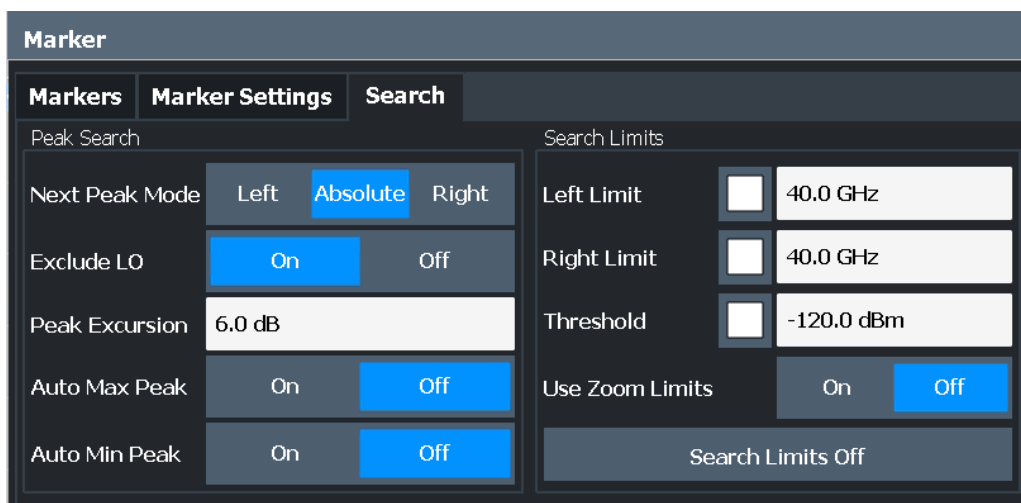 Marker
Markers Marker Settings Search
Peak Search
Next Peak Mode Left Absolute Right
Exclude LO On Off
Peak Excursion 6.0 dB
Auto Max Peak On Off
Auto Min Peak On Off
Search Limits
Left Limit 40.0 GHz
Right Limit 40.0 GHz
Threshold -120.0 dBm
Use Zoom Limits On Off
Search Limits Off